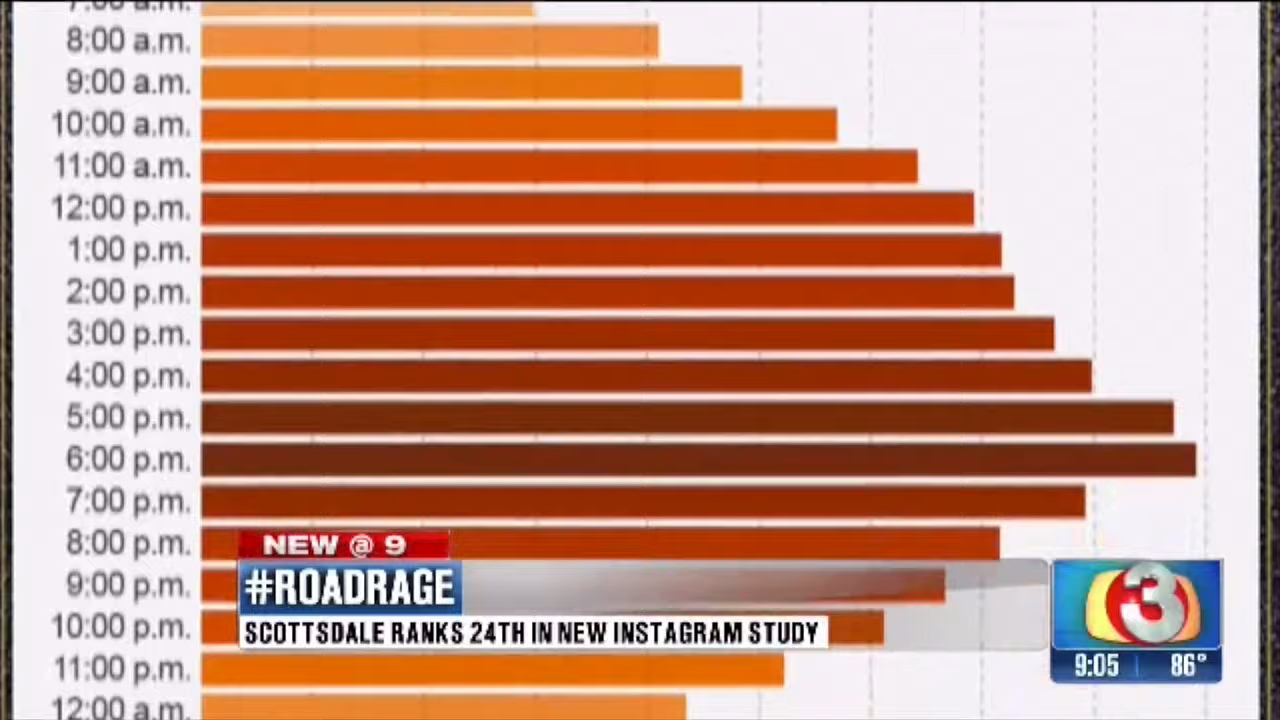 7:00 a.m.
8:00 a.m.
9:00 a.m.
10:00 a.m.
11:00 a.m.
12:00 p.m.
1:00 p.m.
2:00 p.m.
3:00 p.m.
4:00 p.m.
5:00 p.m.
6:00 p.m.
7:00 p.m.
8:00 p.m.
NEW @ 9
9:00 p.m.
#ROADRAGE
3
10:00 p.m.
SCOTTSDALE RANKS 24TH IN NEW INSTAGRAM STUDY
11:00 p.m.
9:05 86°
12:00 a.m.